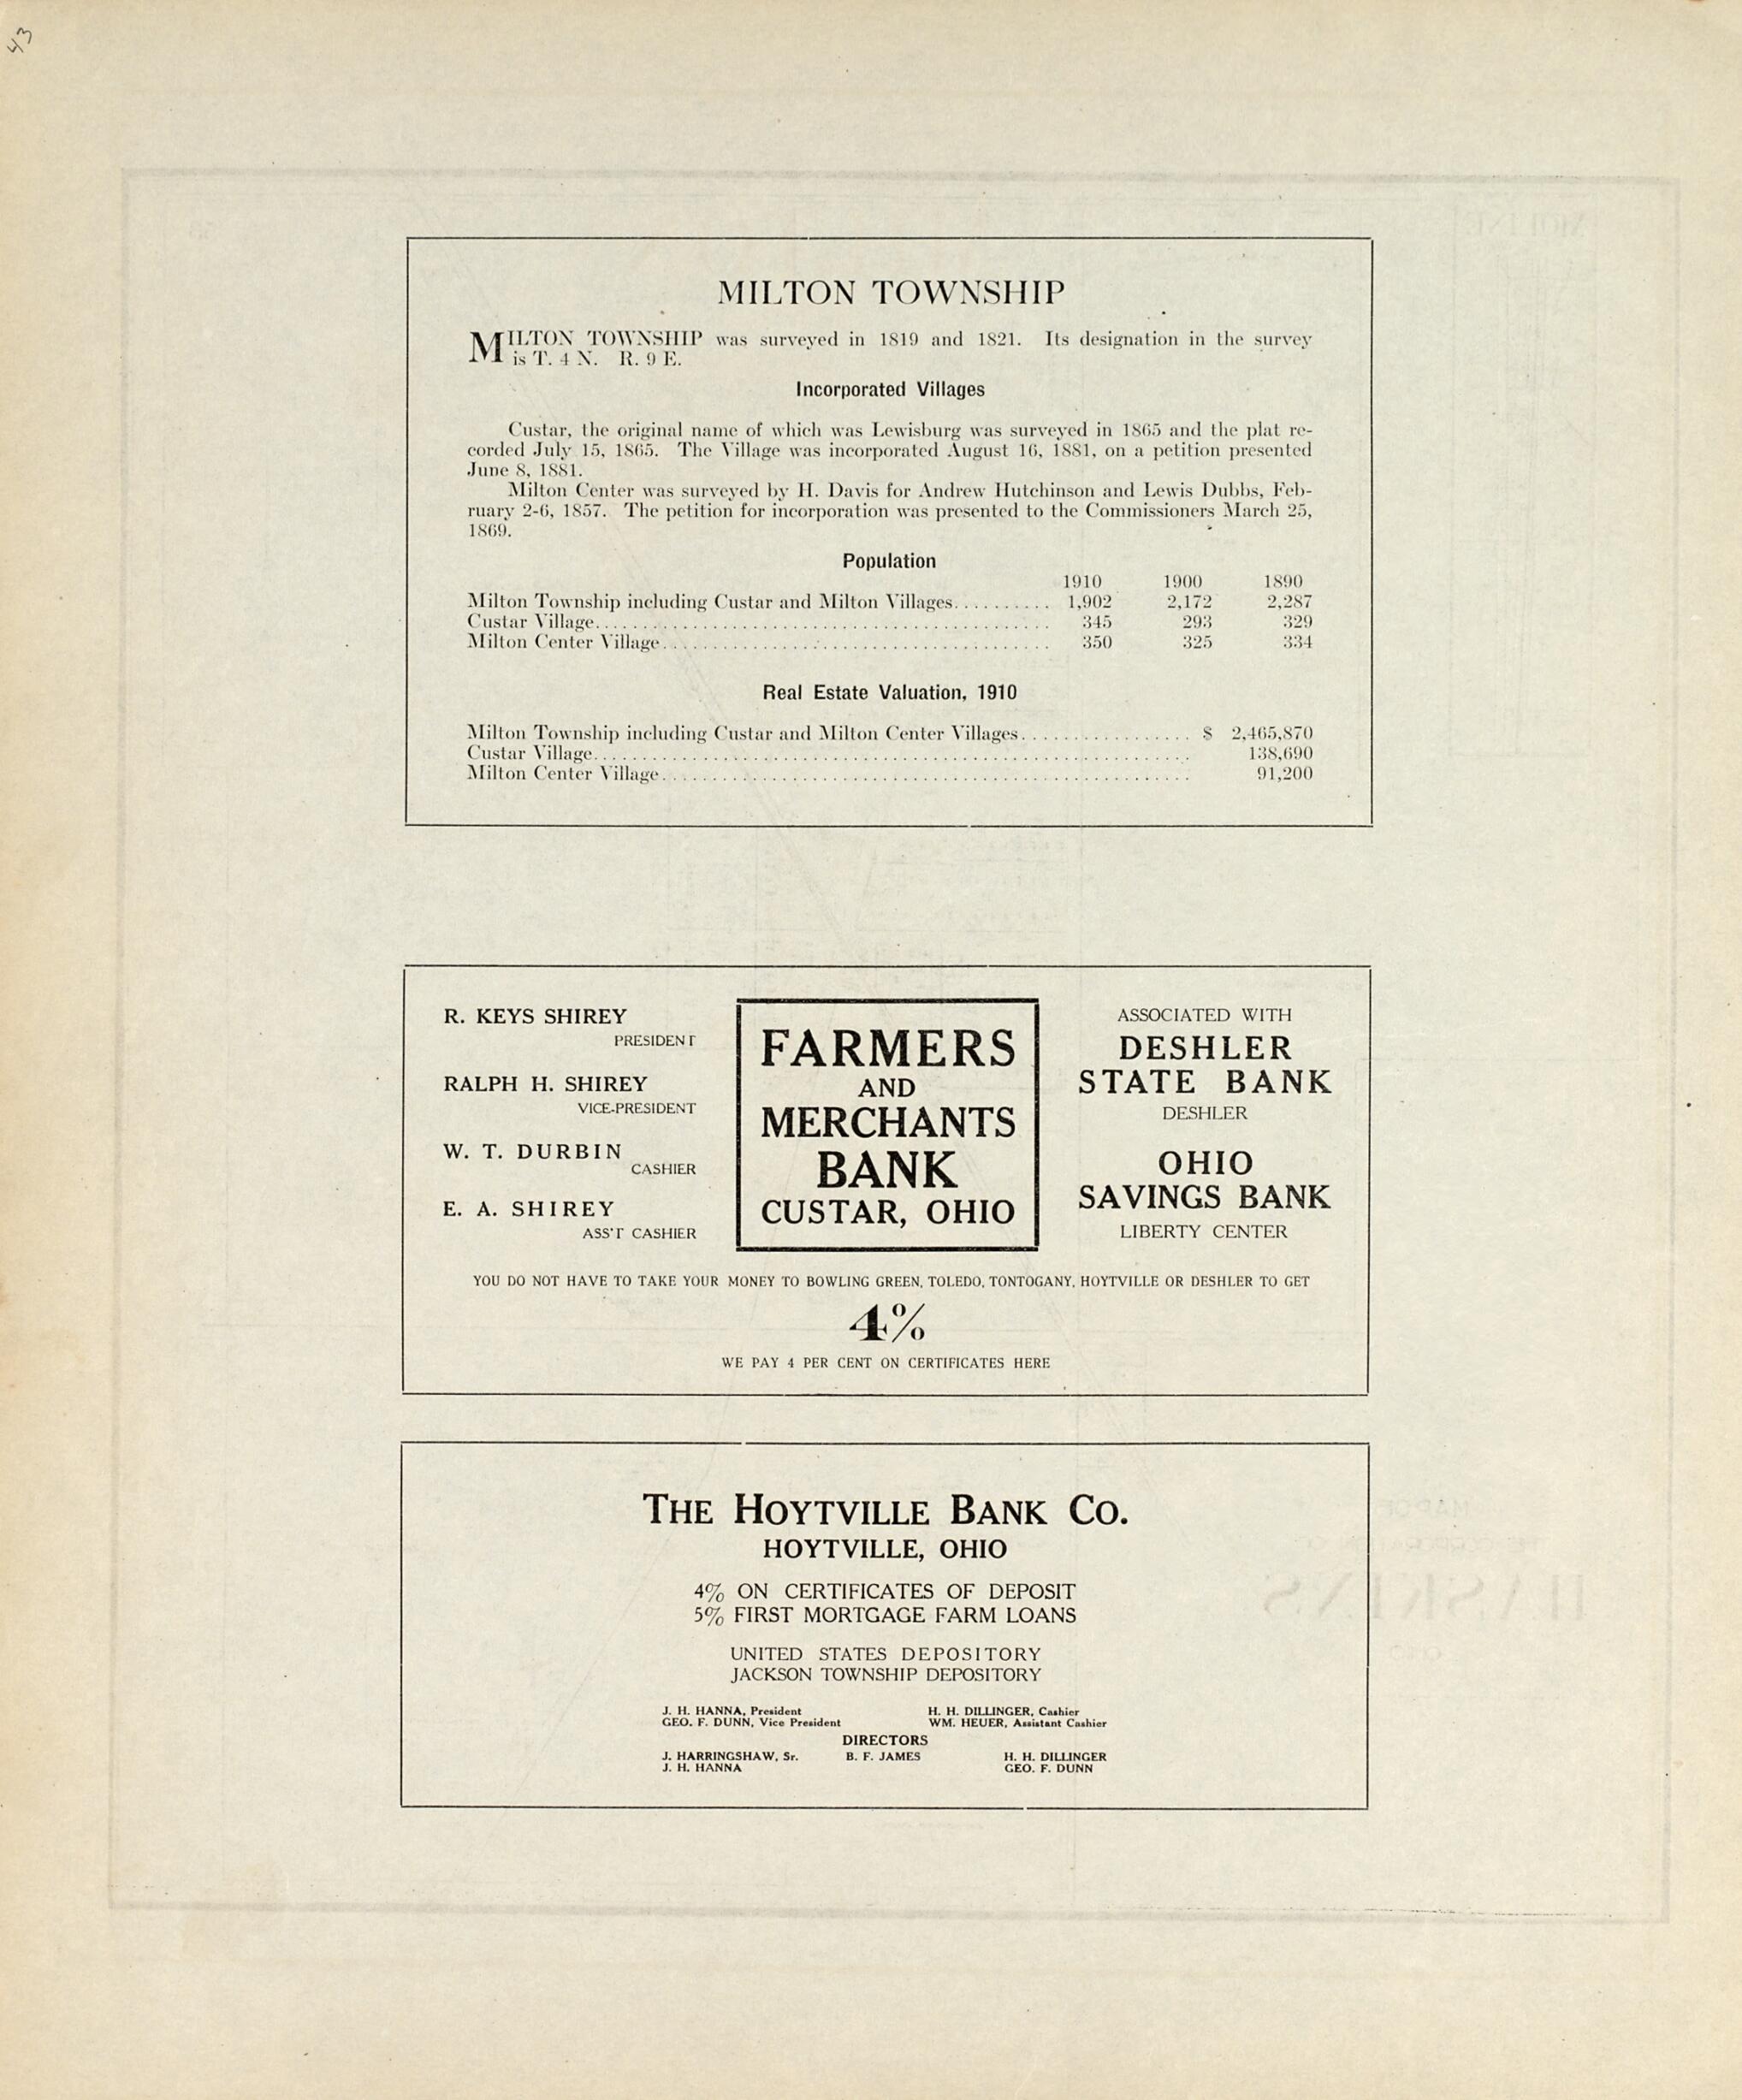 43
MILTON TOWNSHIP
MILTON TOWNSHIP was surveyed in 1819 and 1821. Its designation in the survey
is T. 4 N. R. 9 E.
Incorporated Villages
Custar, the original name of which was Lewisburg was surveyed in 1865 and the plat re-
corded July 15, 1865. The Village was incorporated August 16, 1881, on a petition presented
June 8, 1881.
Milton Center was surveyed by H. Davis for Andrew Hutchinson and Lewis Dubbs, Feb-
ruary 2-6, 1857. The petition for incorporation was presented to the Commissioners March 25,
1869.
Population
1910 1900 1890
Milton Township including Custar and Milton Villages.......... 1,902 2,172 2,287
Custar Village............................................. 345 293 329
Milton Center Village...................................... 350 325 334
Real Estate Valuation, 1910
Milton Township including Custar and Milton Center Villages................. $ 2,465,870
Custar Village........................................................... 138,690
Milton Center Village.................................................... 91,200
R. KEYS SHIREY
PRESIDENT
RALPH H. SHIREY
VICE-PRESIDENT
W. T. DURBIN
CASHIER
E. A. SHIREY
ASS'T CASHIER
FARMERS
AND
MERCHANTS
BANK
CUSTAR, OHIO
ASSOCIATED WITH
DESHLER
STATE BANK
DESHLER
OHIO
SAVINGS BANK
LIBERTY CENTER
YOU DO NOT HAVE TO TAKE YOUR MONEY TO BOWLING GREEN, TOLEDO, TONTOGANY, HOYTVILLE OR DESHLER TO GET
4%
WE PAY 4 PER CENT ON CERTIFICATES HERE
THE HOYTVILLE BANK CO.
HOYTVILLE, OHIO
4% ON CERTIFICATES OF DEPOSIT
5% FIRST MORTGAGE FARM LOANS
UNITED STATES DEPOSITORY
JACKSON TOWNSHIP DEPOSITORY
J. H. HANNA, President H. H. DILLINGER, Cashier
GEO. F. DUNN, Vice President WM. HEUER, Assistant Cashier
DIRECTORS
J. HARRINGSHAW, Sr. B. F. JAMES H. H. DILLINGER
J. H. HANNA GEO. F. DUNN